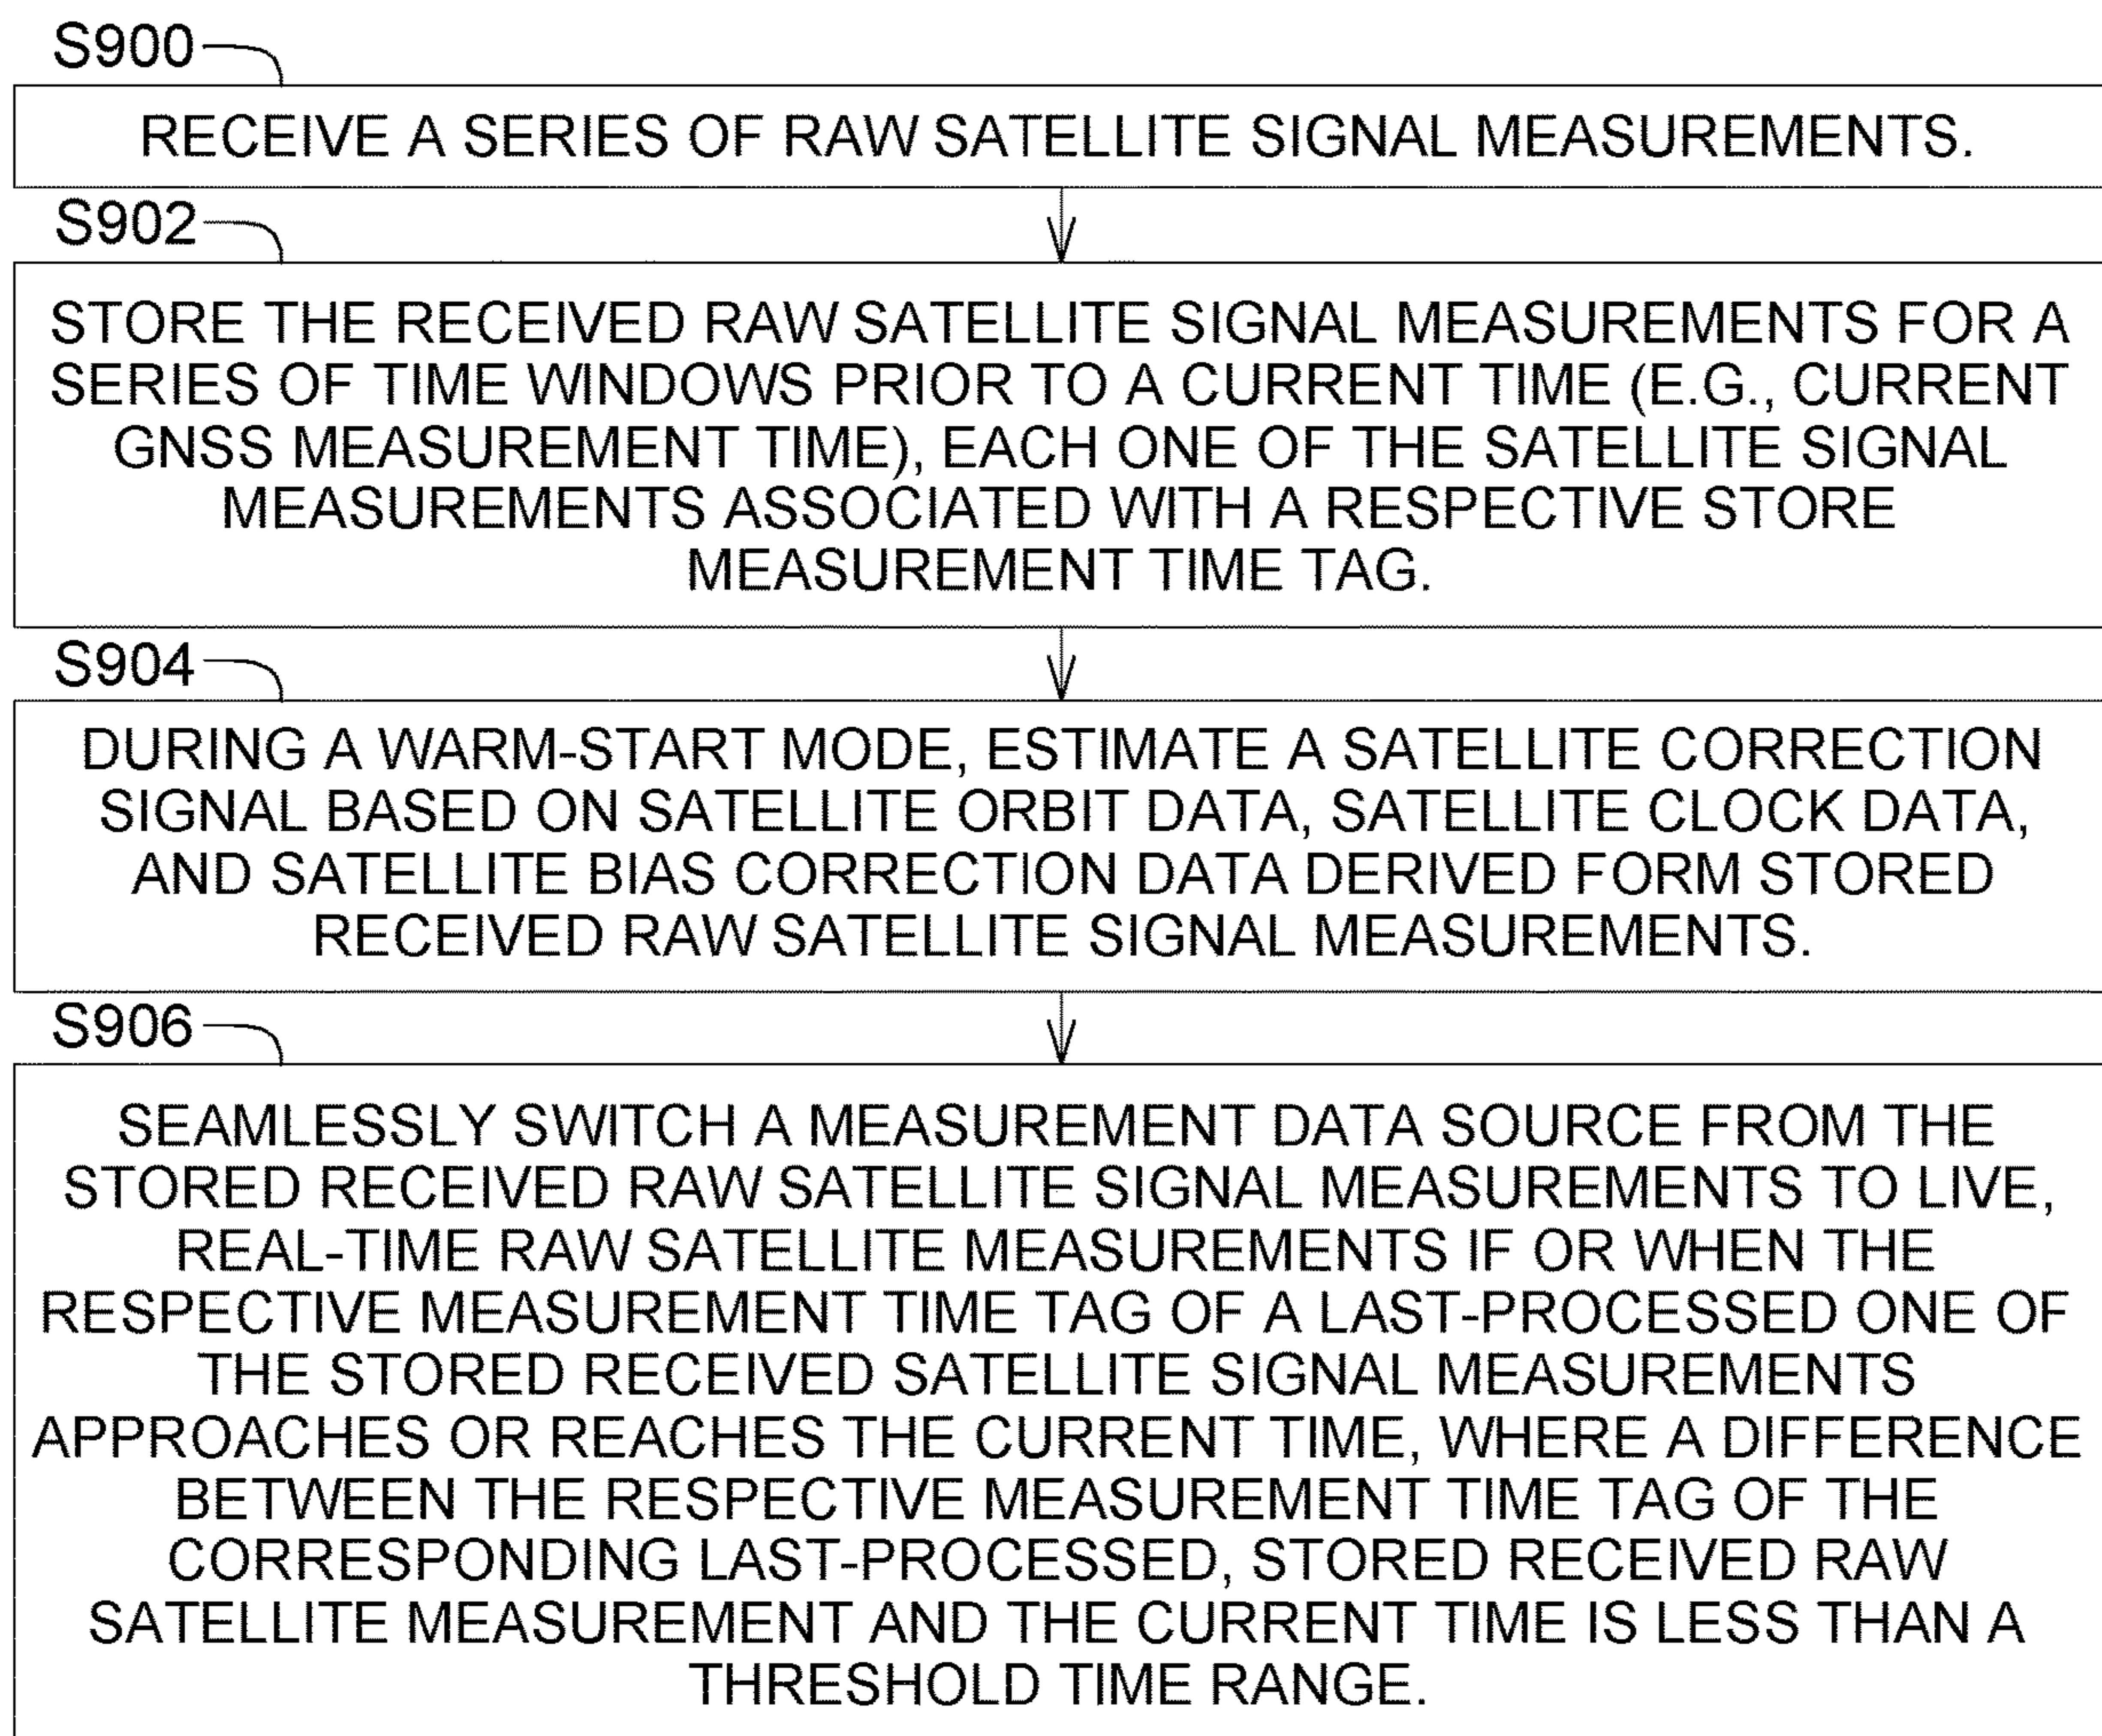 S900
RECEIVE A SERIES OF RAW SATELLITE SIGNAL MEASUREMENTS.
S902
STORE THE RECEIVED RAW SATELLITE SIGNAL MEASUREMENTS FOR A
SERIES OF TIME WINDOWS PRIOR TO A CURRENT TIME (E.G., CURRENT
GNSS MEASUREMENT TIME), EACH ONE OF THE SATELLITE SIGNAL
MEASUREMENTS ASSOCIATED WITH A RESPECTIVE STORE
MEASUREMENT TIME TAG.
S904
DURING A WARM-START MODE, ESTIMATE A SATELLITE CORRECTION
SIGNAL BASED ON SATELLITE ORBIT DATA, SATELLITE CLOCK DATA,
AND SATELLITE BIAS CORRECTION DATA DERIVED FORM STORED
RECEIVED RAW SATELLITE SIGNAL MEASUREMENTS.
S906
SEAMLESSLY SWITCH A MEASUREMENT DATA SOURCE FROM THE
STORED RECEIVED RAW SATELLITE SIGNAL MEASUREMENTS TO LIVE,
REAL-TIME RAW SATELLITE MEASUREMENTS IF OR WHEN THE
RESPECTIVE MEASUREMENT TIME TAG OF A LAST-PROCESSED ONE OF
THE STORED RECEIVED SATELLITE SIGNAL MEASUREMENTS
APPROACHES OR REACHES THE CURRENT TIME, WHERE A DIFFERENCE
BETWEEN THE RESPECTIVE MEASUREMENT TIME TAG OF THE
CORRESPONDING LAST-PROCESSED, STORED RECEIVED RAW
SATELLITE MEASUREMENT AND THE CURRENT TIME IS LESS THAN A
THRESHOLD TIME RANGE.